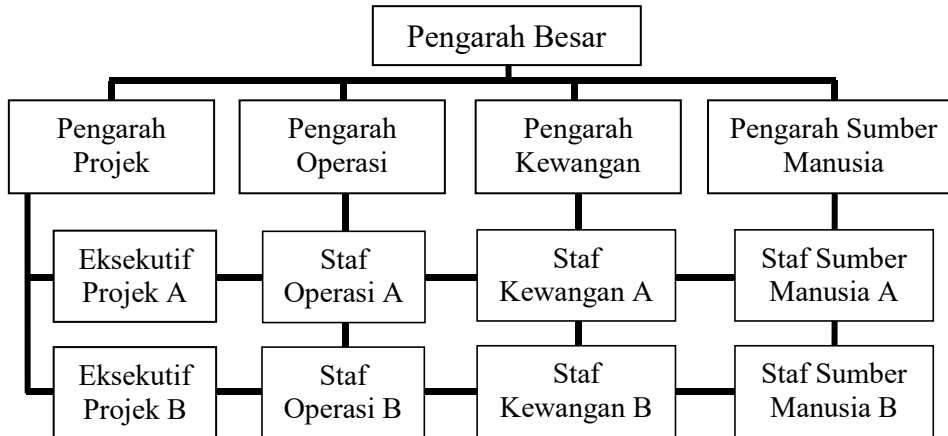 Pengarah Besar
Pengarah
Projek
Pengarah
Operasi
Pengarah
Kewangan
Pengarah Sumber
Manusia
Eksekutif
Projek A
Staf
Operasi A
Staf
Kewangan A
Staf Sumber
Manusia A
Eksekutif
Projek B
Staf
Operasi B
Staf
Kewangan B
Staf Sumber
Manusia B